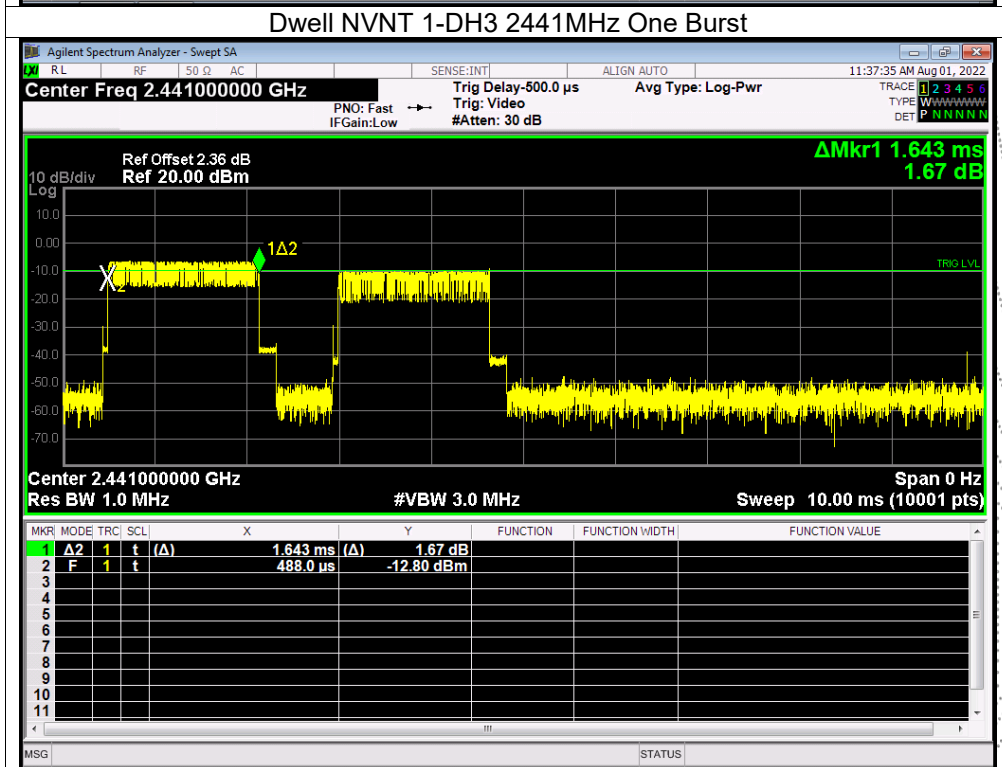 Dwell NVNT 1-DH3 2441MHz One Burst
Agilent Spectrum Analyzer - Swept SA
LXI RL RF 50 Ω AC SENSE:INT ALIGN AUTO 11:37:35 AM Aug 01, 2022
Center Freq 2.441000000 GHz Trig Delay-500.0 µs Avg Type: Log-Pwr TRACE 1 2 3 4 5 6
PNO: Fast Trig: Video TYPE WWWWWW
IFGain:Low #Atten: 30 dB DET P N N N N N
ΔMkr1 1.643 ms
Ref Offset 2.36 dB
10 dB/div Ref 20.00 dBm 1.67 dB
Log
10.0
0.00
1Δ2
-10.0
TRIG LVL
2
-20.0
-30.0
-40.0
-50.0
-60.0
-70.0
Center 2.441000000 GHz Span 0 Hz
Res BW 1.0 MHz #VBW 3.0 MHz Sweep 10.00 ms (10001 pts)
MKR MODE TRC SCL X Y FUNCTION FUNCTION WIDTH FUNCTION VALUE
1 Δ2 1 t (Δ) 1.643 ms (Δ) 1.67 dB
2 F 1 t 488.0 µs -12.80 dBm
3
4
5
6
7
8
9
10
11
MSG STATUS